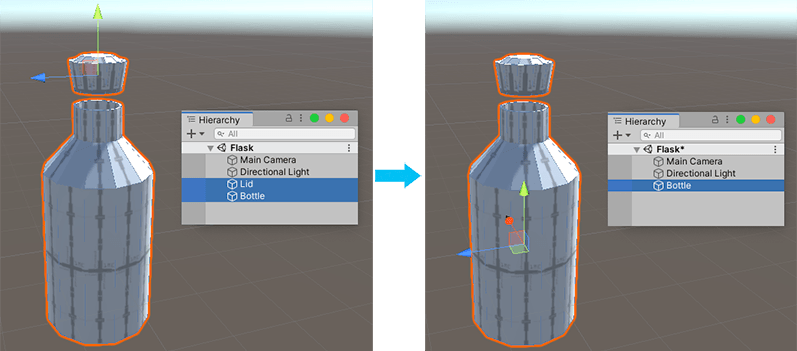 Hierarchy
All
Flask
Main Camera
Directional Light
Lid
Bottle
Hierarchy
All
Flask*
Main Camera
Directional Light
Bottle